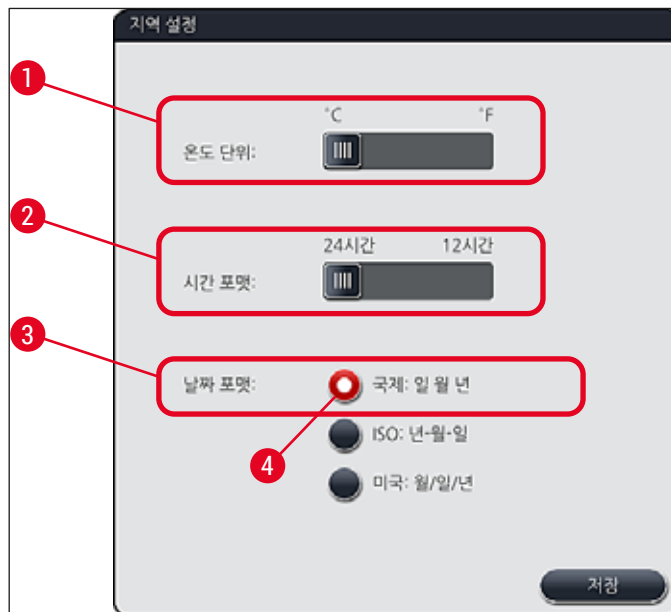 지역 설정
1
°C °F
온도 단위:
2
24시간 12시간
시간 포맷:
3
날짜 포맷: 국제: 일 월 년
4
ISO: 년-월-일
미국: 월/일/년
저장